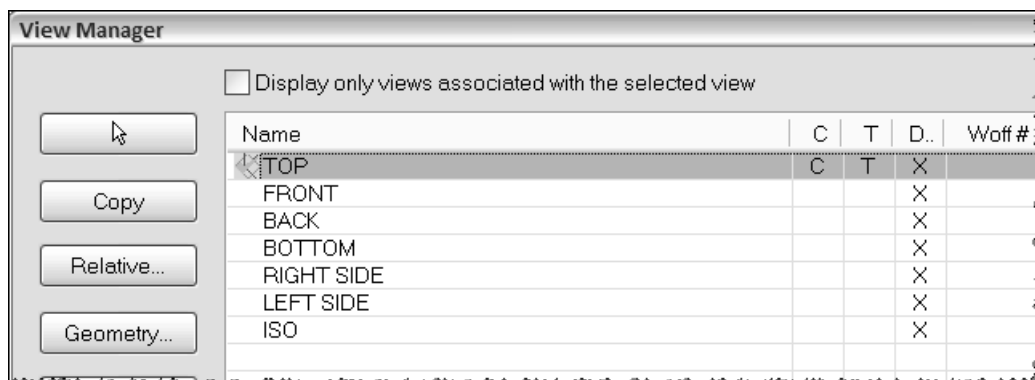 View Manager
Display only views associated with the selected view
Name C T D.. Woff #
TOP C T X
Copy
FRONT X
BACK X
BOTTOM X
Relative...
RIGHT SIDE X
LEFT SIDE X
Geometry...
ISO X